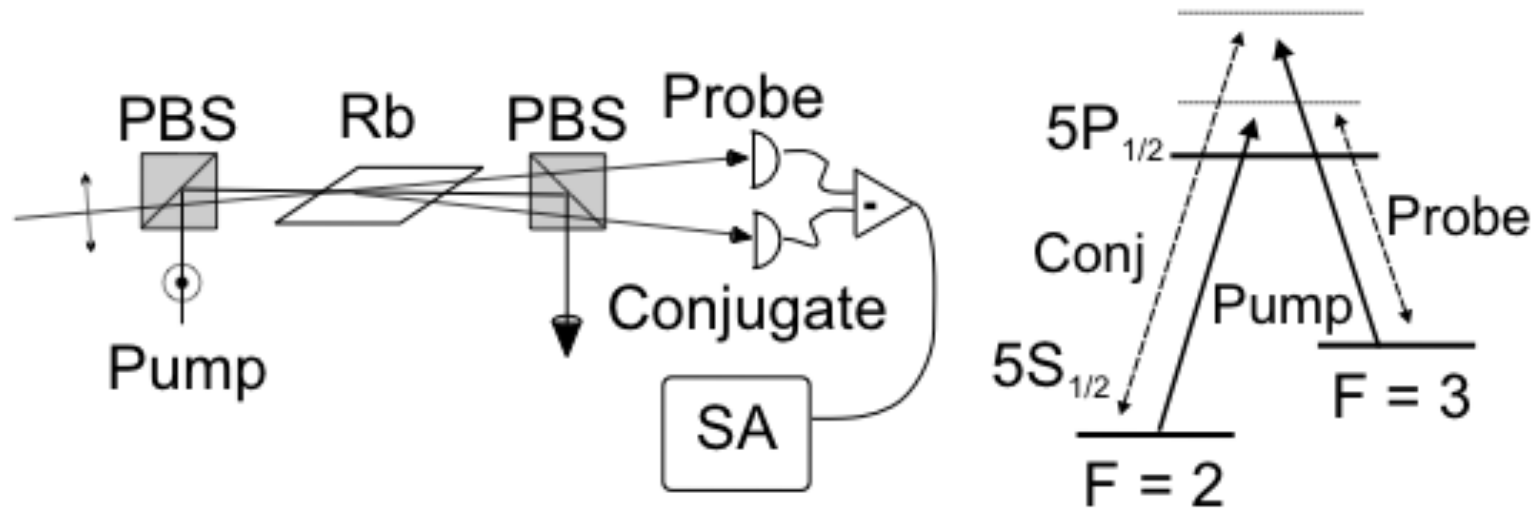 PBS
Rb
PBS
Probe
-
Conjugate
Pump
SA
5P1/2
Probe
Conj
Pump
5S1/2
F = 3
F = 2